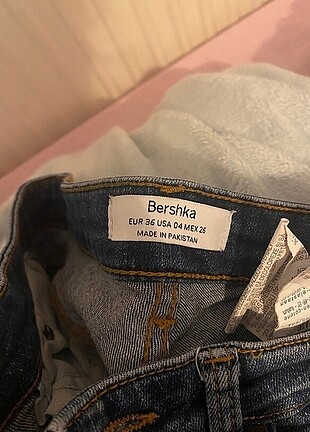 Bershka
EUR 36 USA 04 MEX 26
MADE IN PAKISTAN